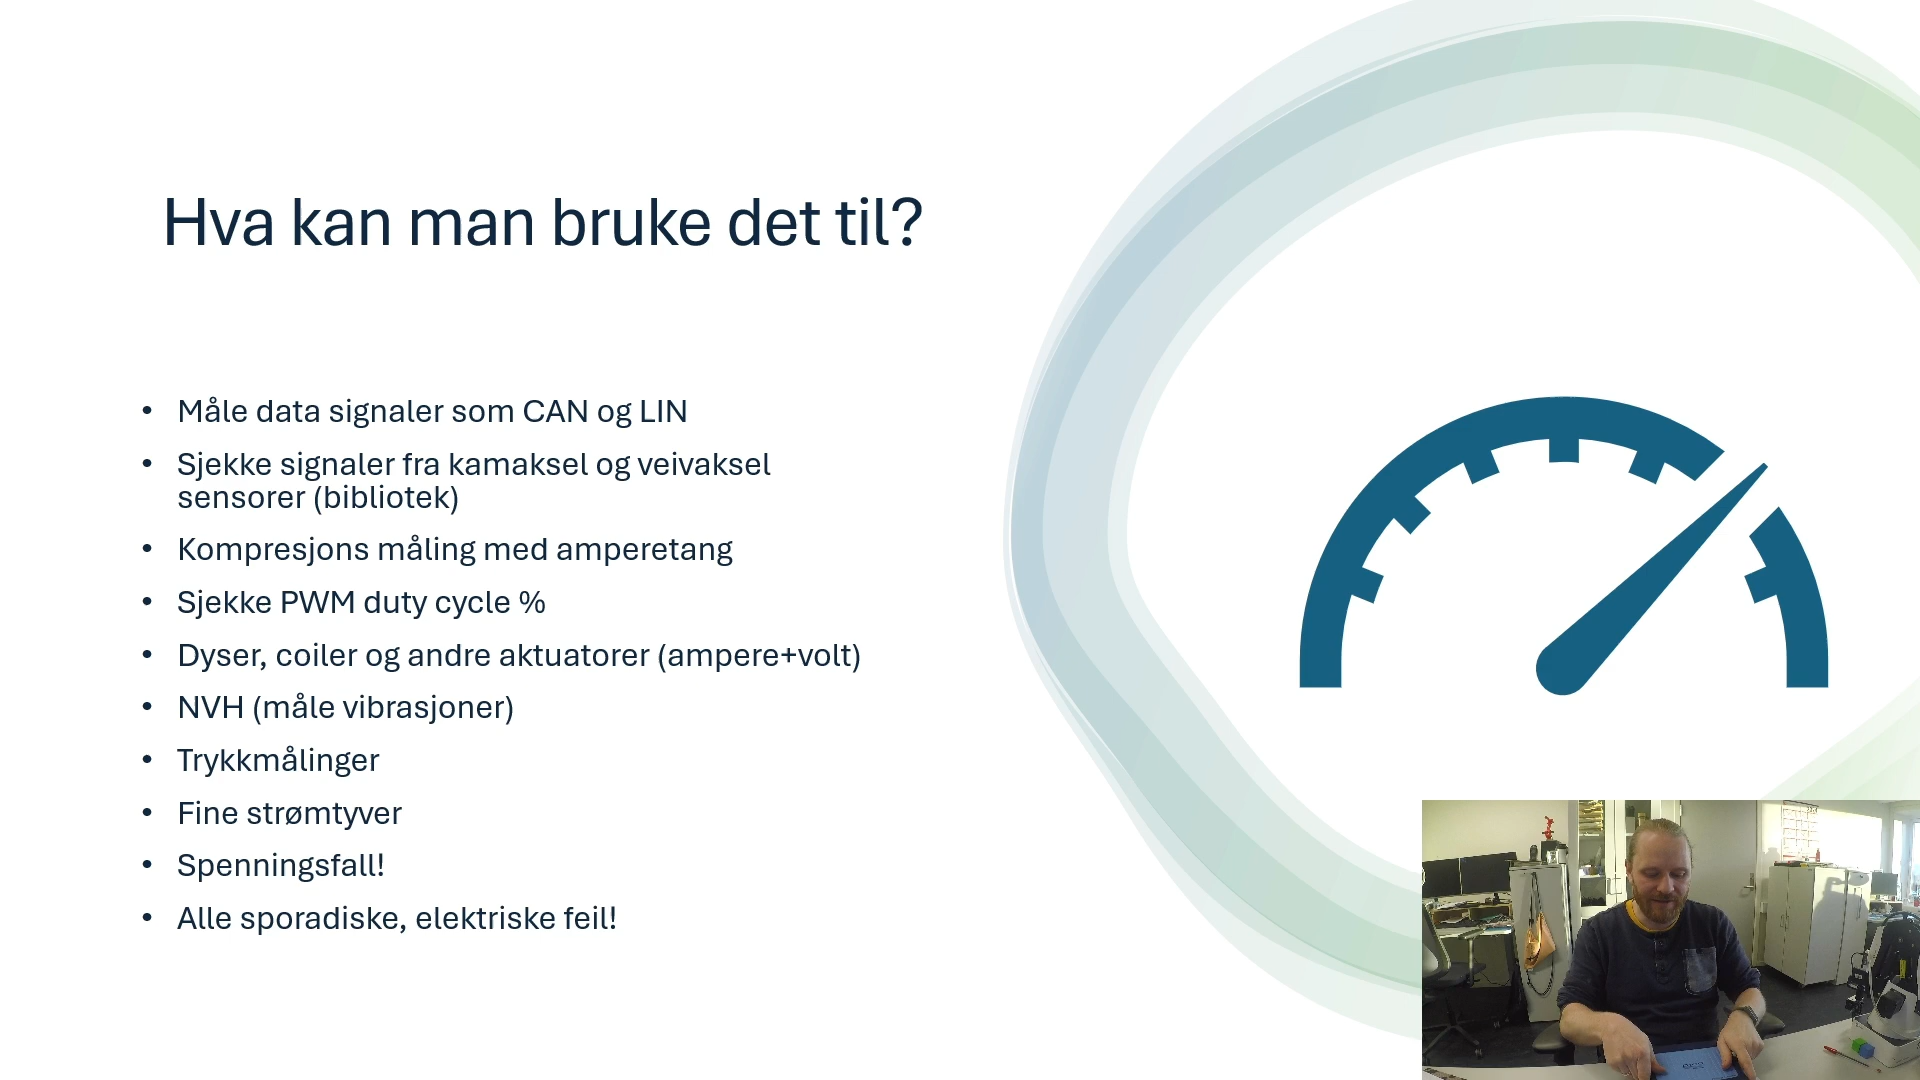 Hva kan man bruke det til?
• Måle data signaler som CAN og LIN
• Sjekke signaler fra kamaksel og veivaksel
sensorer (bibliotek)
• Kompresjons måling med amperetang
• Sjekke PWM duty cycle %
• Dyser, coiler og andre aktuatorer (ampere+volt)
• NVH (måle vibrasjoner)
• Trykkmålinger
• Fine strømtyver
• Spenningsfall!
• Alle sporadiske, elektriske feil!